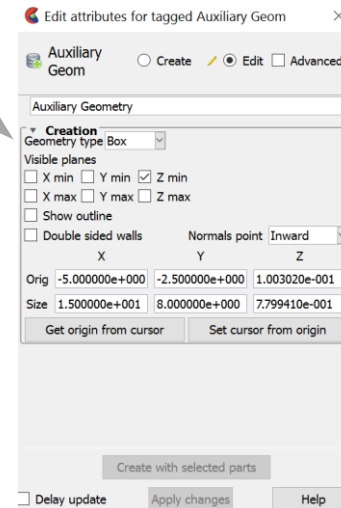 Edit attributes for tagged Auxiliary Geom
Auxiliary Geom
Create Edit Advanced
Auxiliary Geometry
Creation
Geometry type Box
Visible planes
X min Y min Z min
X max Y max Z max
Show outline
Double sided walls Normals point Inward
X Y Z
Orig -5.000000e+000 -2.500000e+000 1.003020e-001
Size 1.500000e+001 8.000000e+000 7.799410e-001
Get origin from cursor Set cursor from origin
Create with selected parts
Delay update Apply changes Help